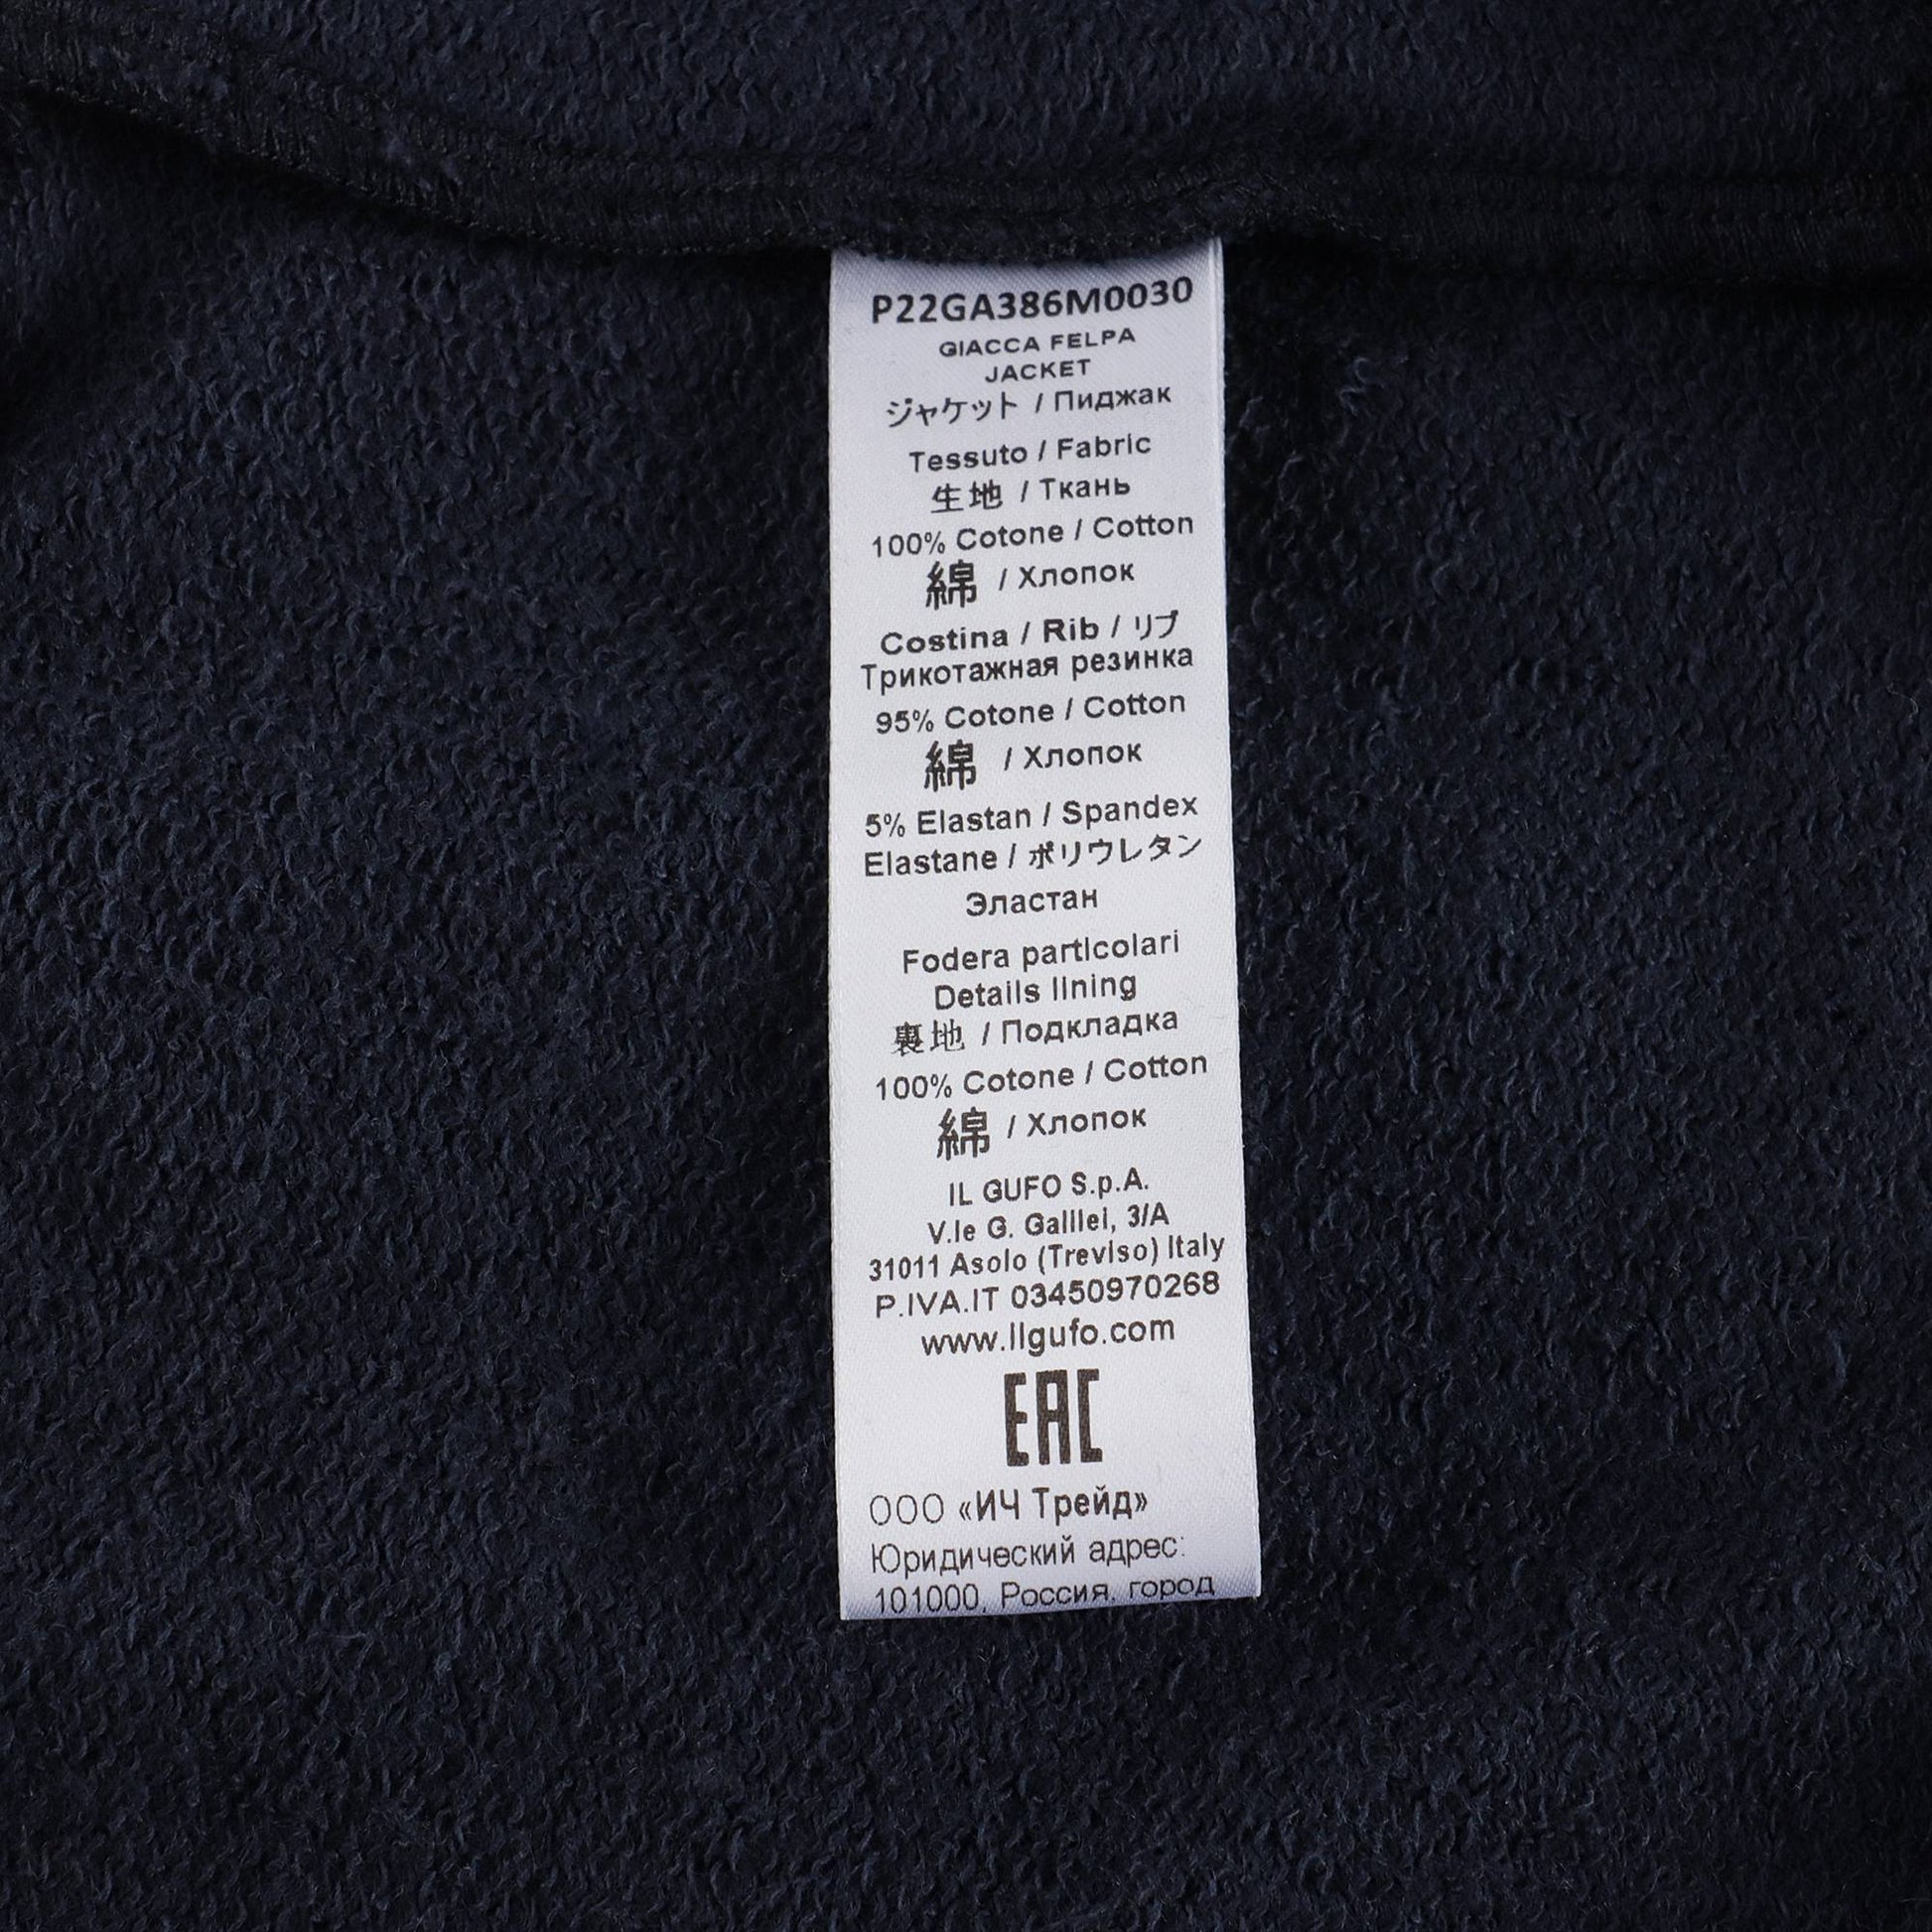 P22GA386M0030
GIACCA FELPA
JACKET
ジャケット / Пиджак
Tessuto / Fabric
生地 / Ткань
100% Cotone / Cotton
綿 / Хлопок
Costina / Rib / リブ
Трикотажная резинка
95% Cotone / Cotton
綿 / Хлопок
5% Elastan / Spandex
Elastane / ポリウレタン
Эластан
Fodera particolari
Details lining
裏地 / Подкладка
100% Cotone / Cotton
綿 / Хлопок
IL GUFO S.p.A.
V.le G. Galilei, 3/A
31011 Asolo (Treviso) Italy
P.IVA.IT 03450970268
www.ilgufo.com
EAC
ООО «ИЧ Трейд»
Юридический адрес:
101000, Россия, город